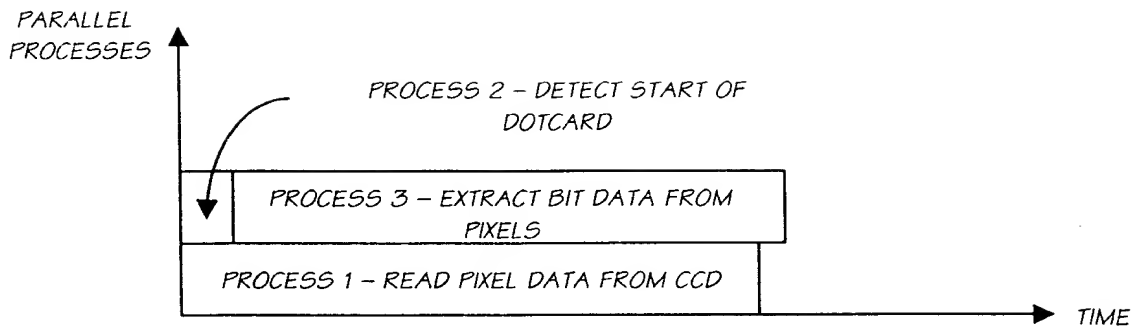 PARALLEL
PROCESSES
PROCESS 2 – DETECT START OF
DOTCARD
PROCESS 3 – EXTRACT BIT DATA FROM
PIXELS
PROCESS 1 – READ PIXEL DATA FROM CCD
TIME